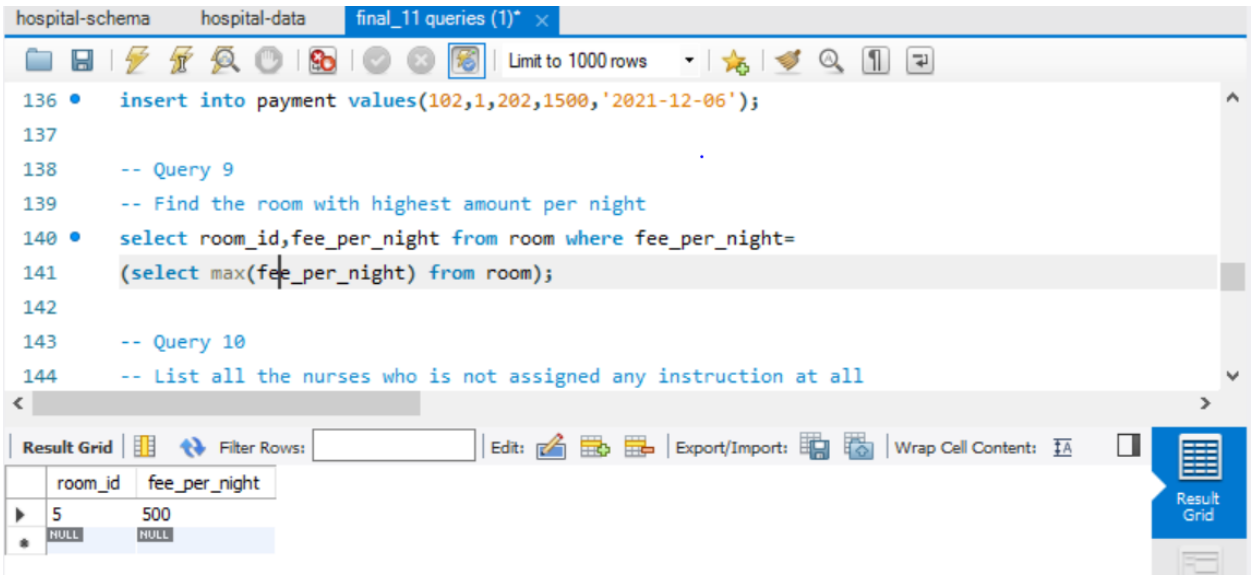 hospital-schema hospital-data final_11 queries (1)* ×
Limit to 1000 rows
136 insert into payment values(102,1,202,1500,'2021-12-06');
137
138 -- Query 9
139 -- Find the room with highest amount per night
140 select room_id,fee_per_night from room where fee_per_night=
141 (select max(fee_per_night) from room);
142
143 -- Query 10
144 -- List all the nurses who is not assigned any instruction at all
Result Grid Filter Rows: Edit: Export/Import: Wrap Cell Content: IA
room_id fee_per_night
5 500
NULL NULL
Result
Grid